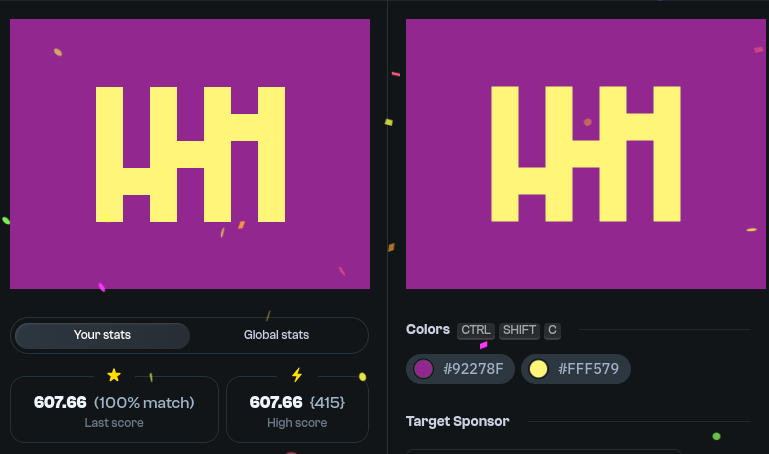 Your stats
Global stats
607.66 (100% match)
Last score
607.66 {415}
High score
Colors CTRL SHIFT C
#92278F #FFF579
Target Sponsor